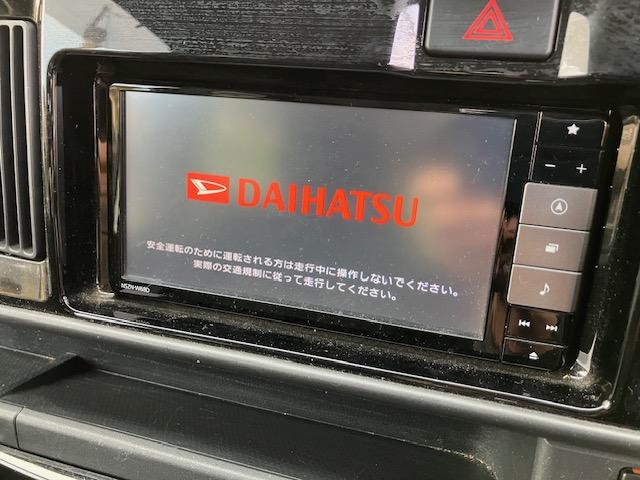 DAIHATSU
安全運転のために運転される方は走行中に操作しないでください。
実際の交通規制に従って走行してください。
NSZN-W68D